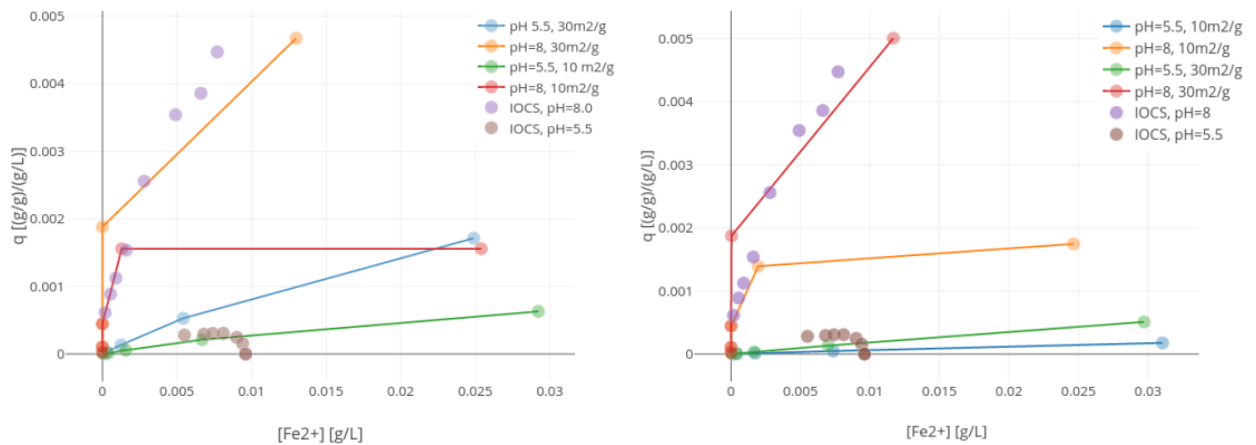 pH 5.5, 30m2/g
pH=8, 30m2/g
pH=5.5, 10 m2/g
pH=8, 10m2/g
IOCS, pH=8.0
IOCS, pH=5.5
0.005
0.004
0.003
0.002
0.001
0
q [(g/g)/(g/L)]
0
0.005
0.01
0.015
0.02
0.025
0.03
[Fe2+] [g/L]
pH=5.5, 10m2/g
pH=8, 10m2/g
pH=5.5, 30m2/g
pH=8, 30m2/g
IOCS, pH=8
IOCS, pH=5.5
0.005
0.004
0.003
0.002
0.001
0
q [(g/g)/(g/L)]
0
0.005
0.01
0.015
0.02
0.025
0.03
[Fe2+] [g/L]